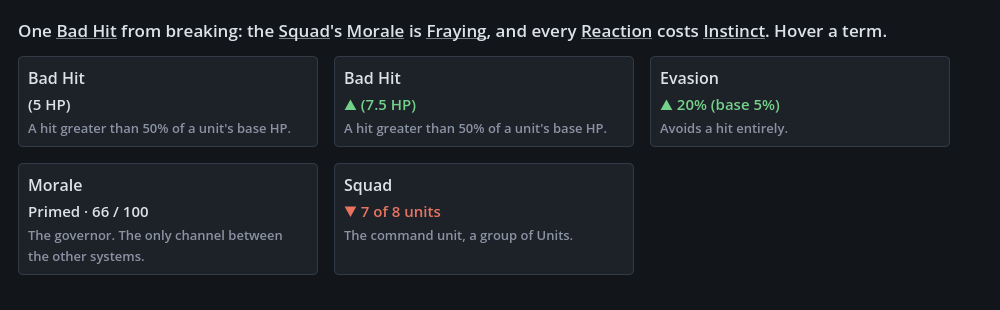 One Bad Hit from breaking: the Squad's Morale is Fraying, and every Reaction costs Instinct. Hover a term.
Bad Hit
(5 HP)
A hit greater than 50% of a unit's base HP.
Bad Hit
▲ (7.5 HP)
A hit greater than 50% of a unit's base HP.
Evasion
▲ 20% (base 5%)
Avoids a hit entirely.
Morale
Primed · 66 / 100
The governor. The only channel between
the other systems.
Squad
▼ 7 of 8 units
The command unit, a group of Units.